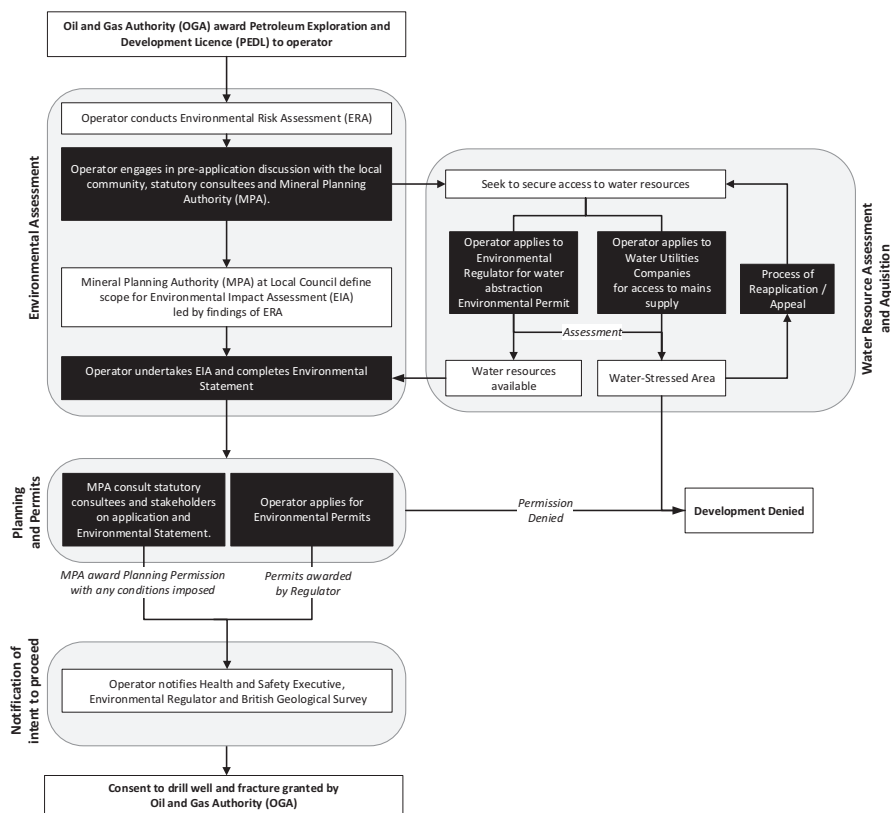 Oil and Gas Authority (OGA) award Petroleum Exploration and
Development Licence (PEDL) to operator
Environmental Assessment
Operator conducts Environmental Risk Assessment (ERA)
Operator engages in pre-application discussion with the local
community, statutory consultees and Mineral Planning
Authority (MPA).
Mineral Planning Authority (MPA) at Local Council define
scope for Environmental Impact Assessment (EIA)
led by findings of ERA
Operator undertakes EIA and completes Environmental
Statement
Water Resource Assessment
and Aquisition
Seek to secure access to water resources
Operator applies to
Environmental
Regulator for water
abstraction
Environmental Permit
Operator applies to
Water Utilities
Companies
for access to mains
supply
Process of
Reapplication /
Appeal
Assessment
Water resources
available
Water-Stressed Area
Planning
and Permits
MPA consult statutory
consultees and stakeholders
on application and
Environmental Statement.
Operator applies for
Environmental Permits
Permission
Denied
Development Denied
MPA award Planning Permission
with any conditions imposed
Permits awarded
by Regulator
Notification of
intent to proceed
Operator notifies Health and Safety Executive,
Environmental Regulator and British Geological Survey
Consent to drill well and fracture granted by
Oil and Gas Authority (OGA)